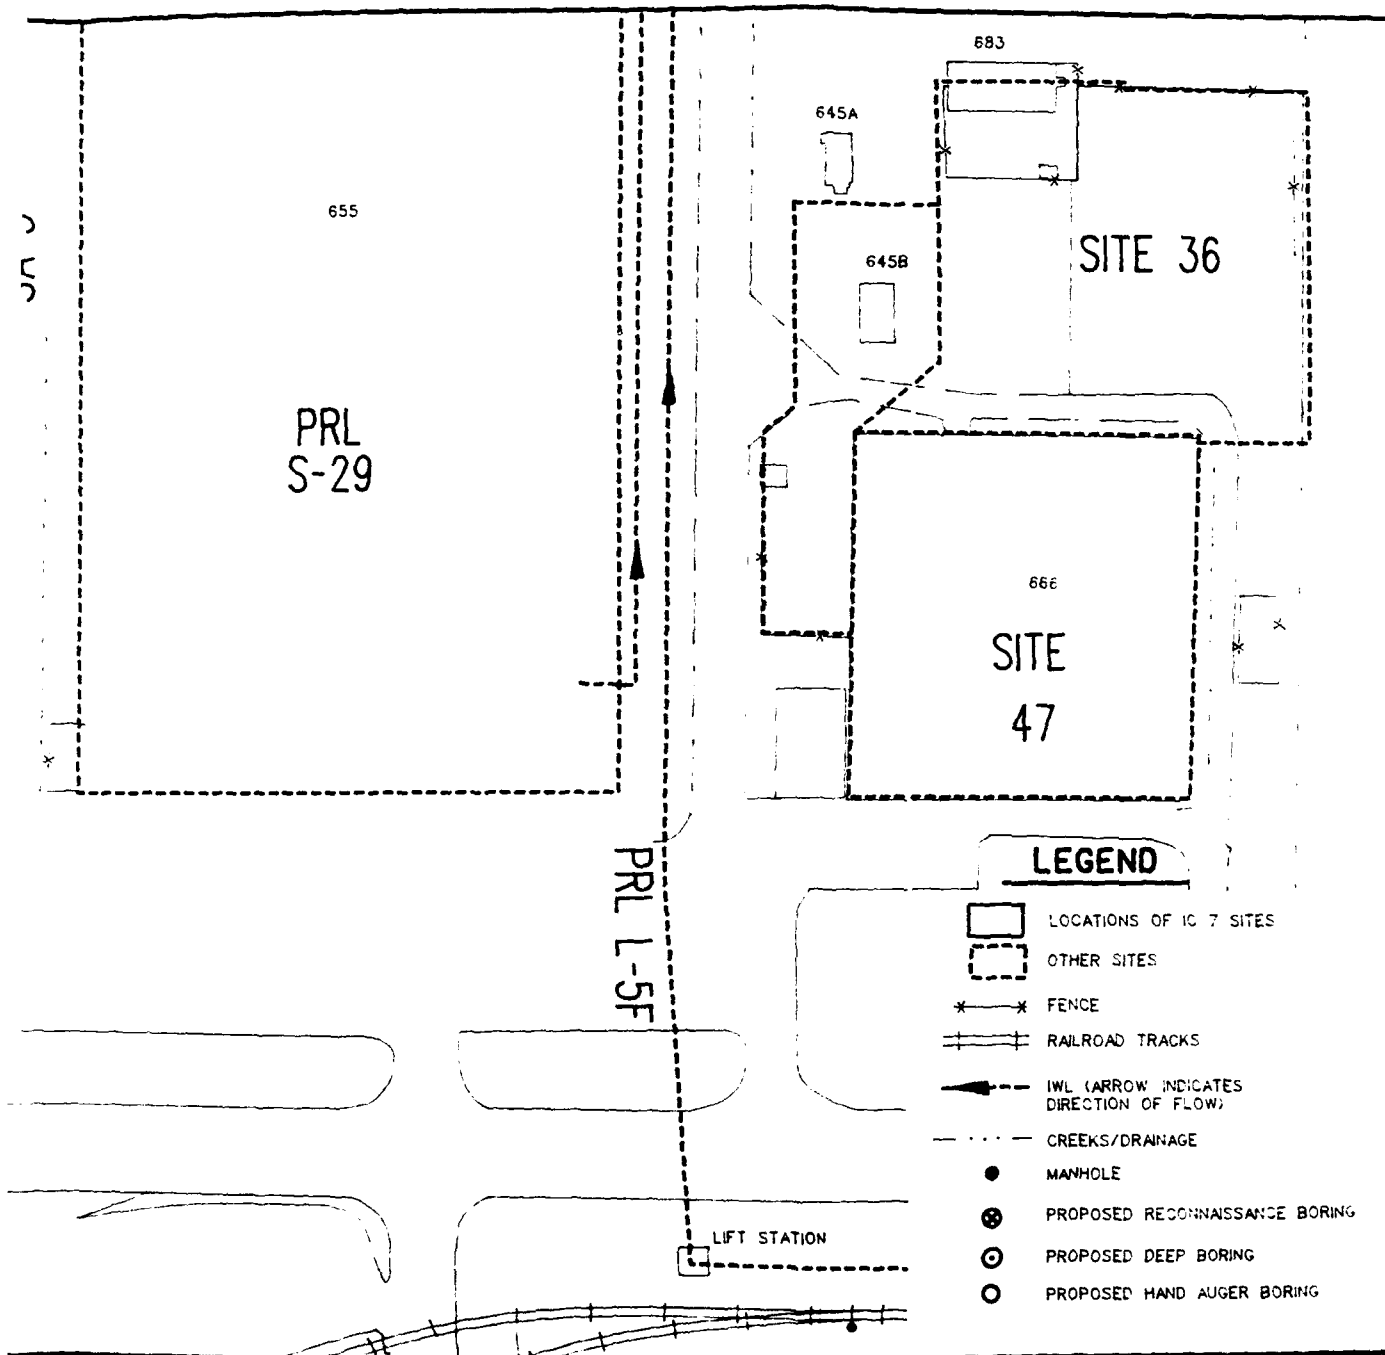 683
645A
655
SITE 36
645B
PRL
S-29
666
SITE
47
PRL L-5F
LEGEND
LOCATIONS OF IC 7 SITES
OTHER SITES
FENCE
RAILROAD TRACKS
IWL (ARROW INDICATES
DIRECTION OF FLOW)
CREEKS/DRAINAGE
MANHOLE
PROPOSED RECONNAISSANCE BORING
PROPOSED DEEP BORING
PROPOSED HAND AUGER BORING
LIFT STATION